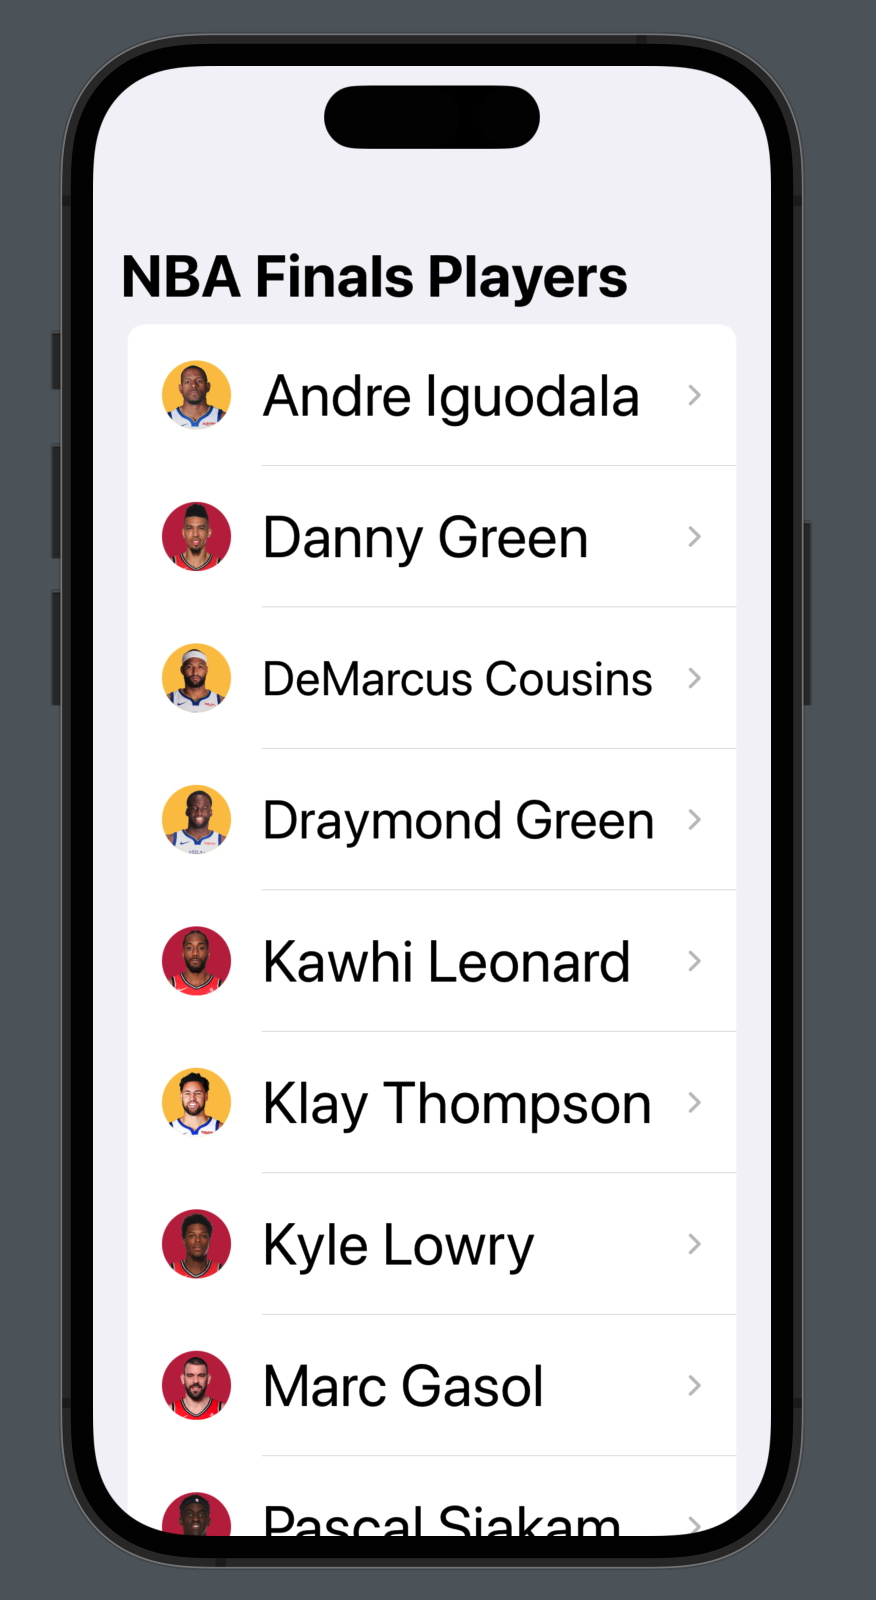 NBA Finals Players
Andre Iguodala
Danny Green
DeMarcus Cousins
Draymond Green
Kawhi Leonard
Klay Thompson
Kyle Lowry
Marc Gasol
Pascal Siakam